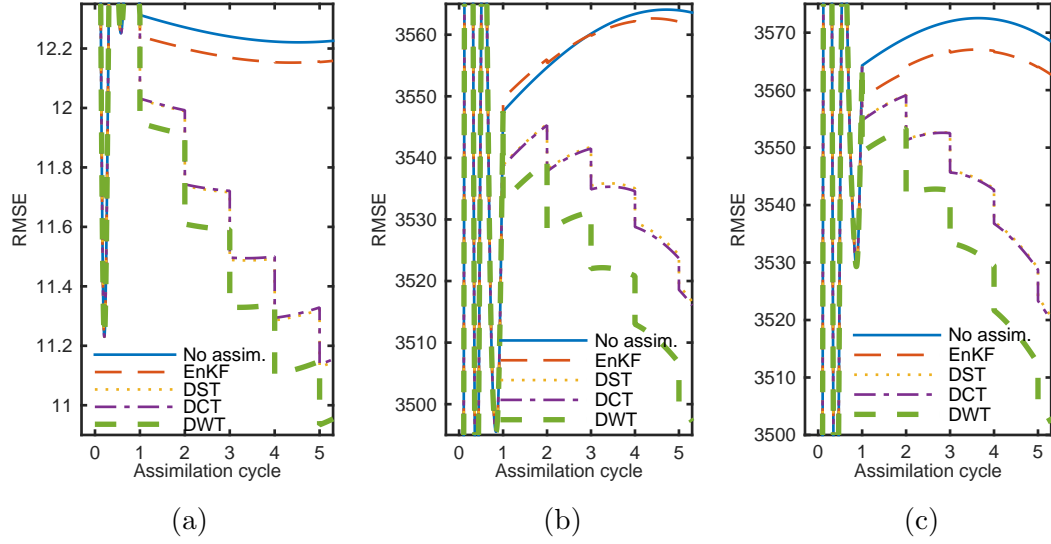 12.2
12
11.8
11.6
11.4
11.2
11
RMSE
0 1 2 3 4 5
Assimilation cycle
No assim.
EnKF
DST
DCT
DWT
(a)
3560
3550
3540
3530
3520
3510
3500
RMSE
0 1 2 3 4 5
Assimilation cycle
No assim.
EnKF
DST
DCT
DWT
(b)
3570
3560
3550
3540
3530
3520
3510
3500
RMSE
0 1 2 3 4 5
Assimilation cycle
No assim.
EnKF
DST
DCT
DWT
(c)